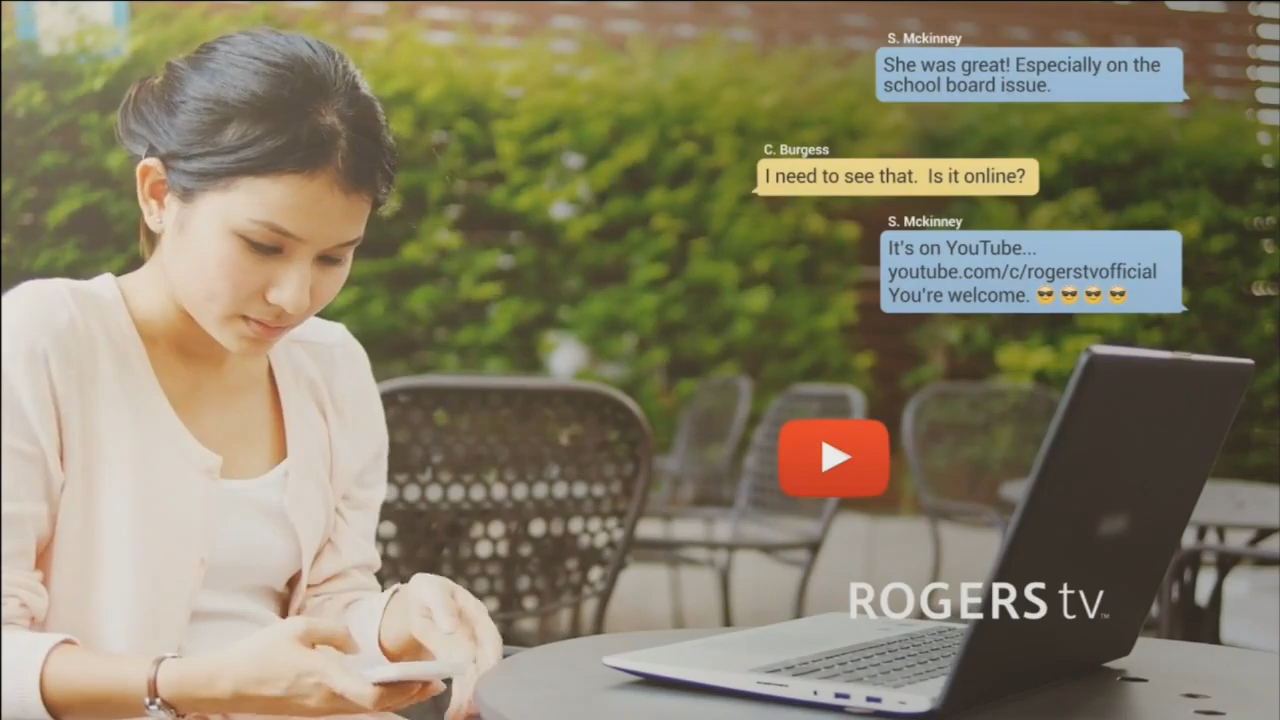 S. Mckinney
She was great! Especially on the
school board issue.
C. Burgess
I need to see that.  Is it online?
S. Mckinney
It's on YouTube...
youtube.com/c/rogerstvofficial
You're welcome. 😎😎😎😎
ROGERS tv™